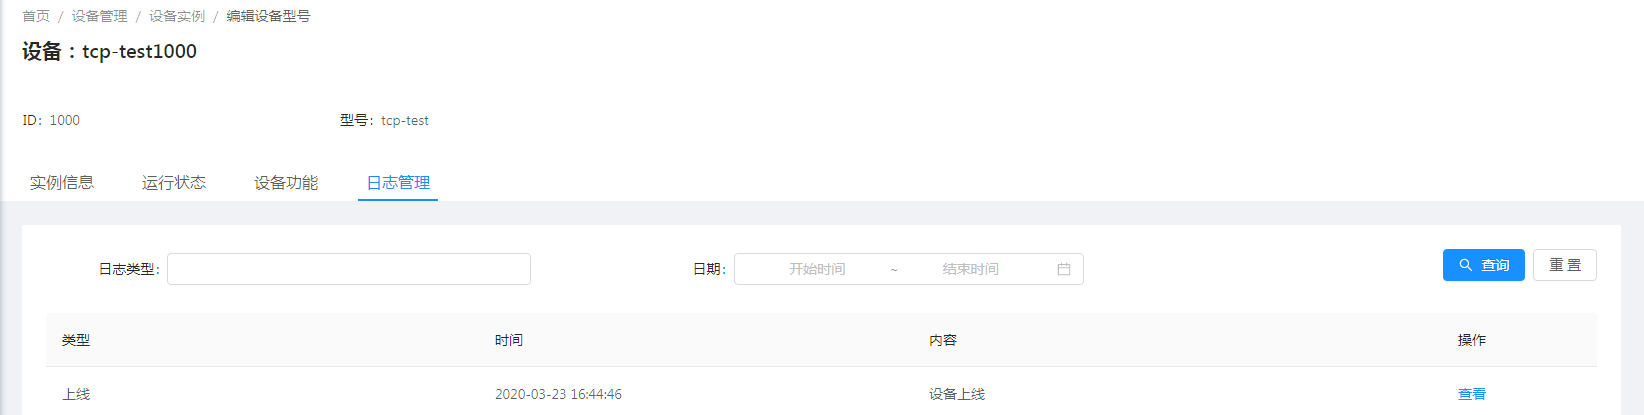 首页 / 设备管理 / 设备实例 / 编辑设备型号
设备：tcp-test1000
ID: 1000 型号: tcp-test
实例信息 运行状态 设备功能 日志管理
日志类型: 日期: 开始时间 ~ 结束时间 查询 重 置
类型 时间 内容 操作
上线 2020-03-23 16:44:46 设备上线 查看